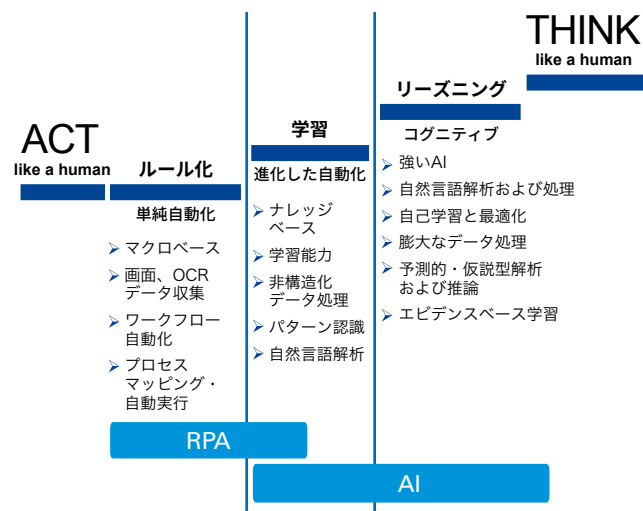 THINK
like a human
リーズニング
コグニティブ
強いAI
自然言語解析および処理
自己学習と最適化
膨大なデータ処理
予測的・仮説型解析
および推論
エビデンスベース学習
学習
進化した自動化
ナレッジ
ベース
学習能力
非構造化
データ処理
パターン認識
自然言語解析
ACT
like a human
ルール化
単純自動化
マクロベース
画面、OCR
データ収集
ワークフロー
自動化
プロセス
マッピング・
自動実行
RPA
AI